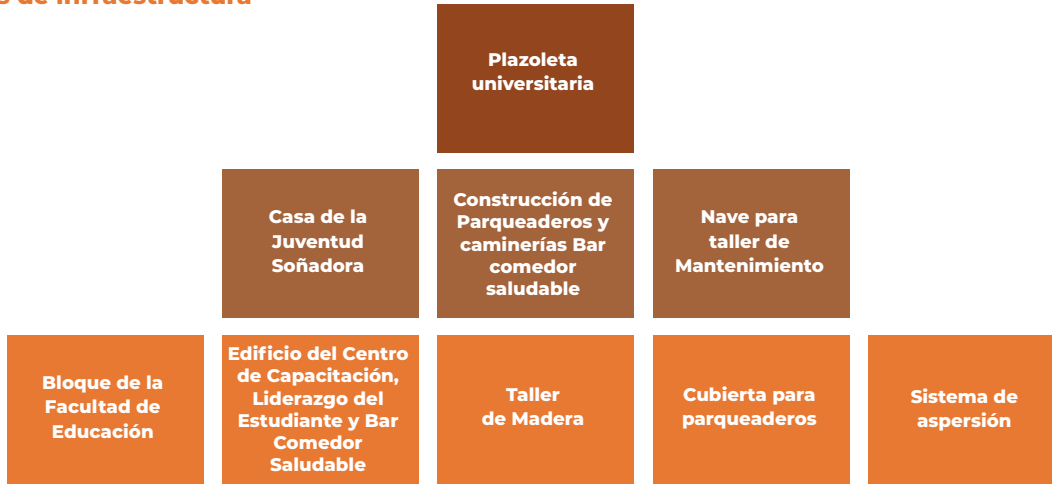 de infraestructura
Plazoleta
universitaria
Casa de la
Juventud
Soñadora
Construcción de
Parqueaderos y
caminerías Bar
comedor
saludable
Nave para
taller de
Mantenimiento
Bloque de la
Facultad de
Educación
Edificio del Centro
de Capacitación,
Liderazgo del
Estudiante y Bar
Comedor
Saludable
Taller
de Madera
Cubierta para
parqueaderos
Sistema de
aspersión